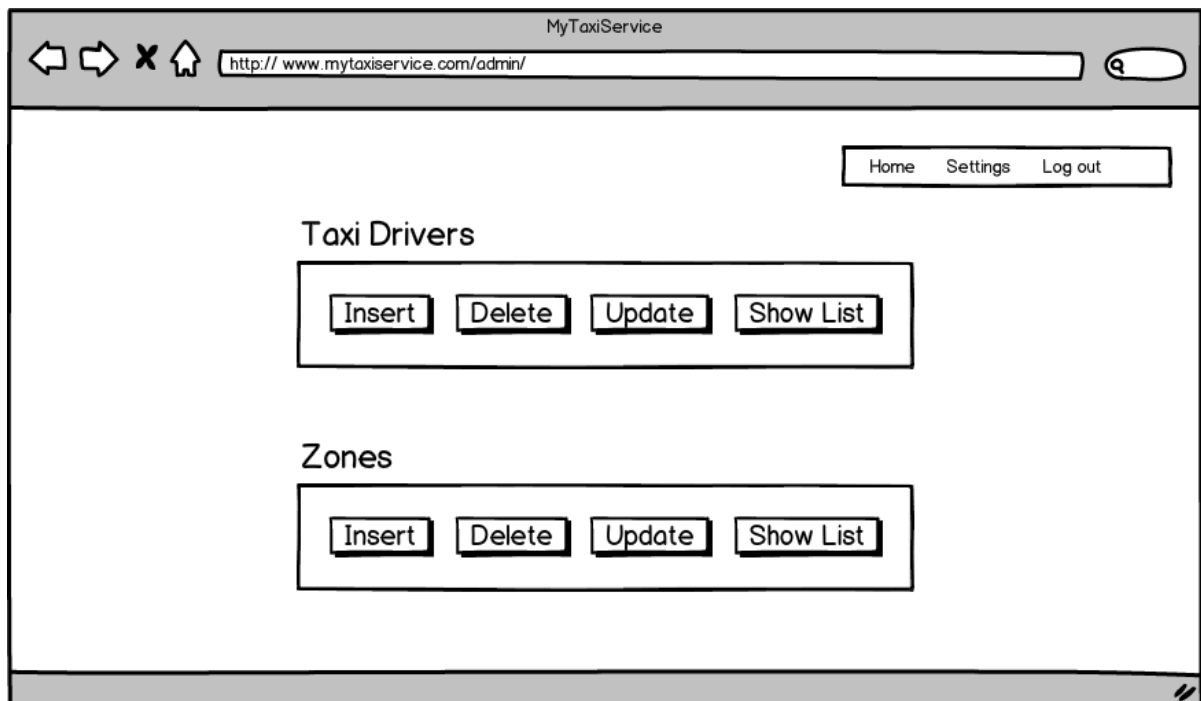 MyTaxiService
http:// www.mytaxiservice.com/admin/
Home Settings Log out
Taxi Drivers
Insert Delete Update Show List
Zones
Insert Delete Update Show List